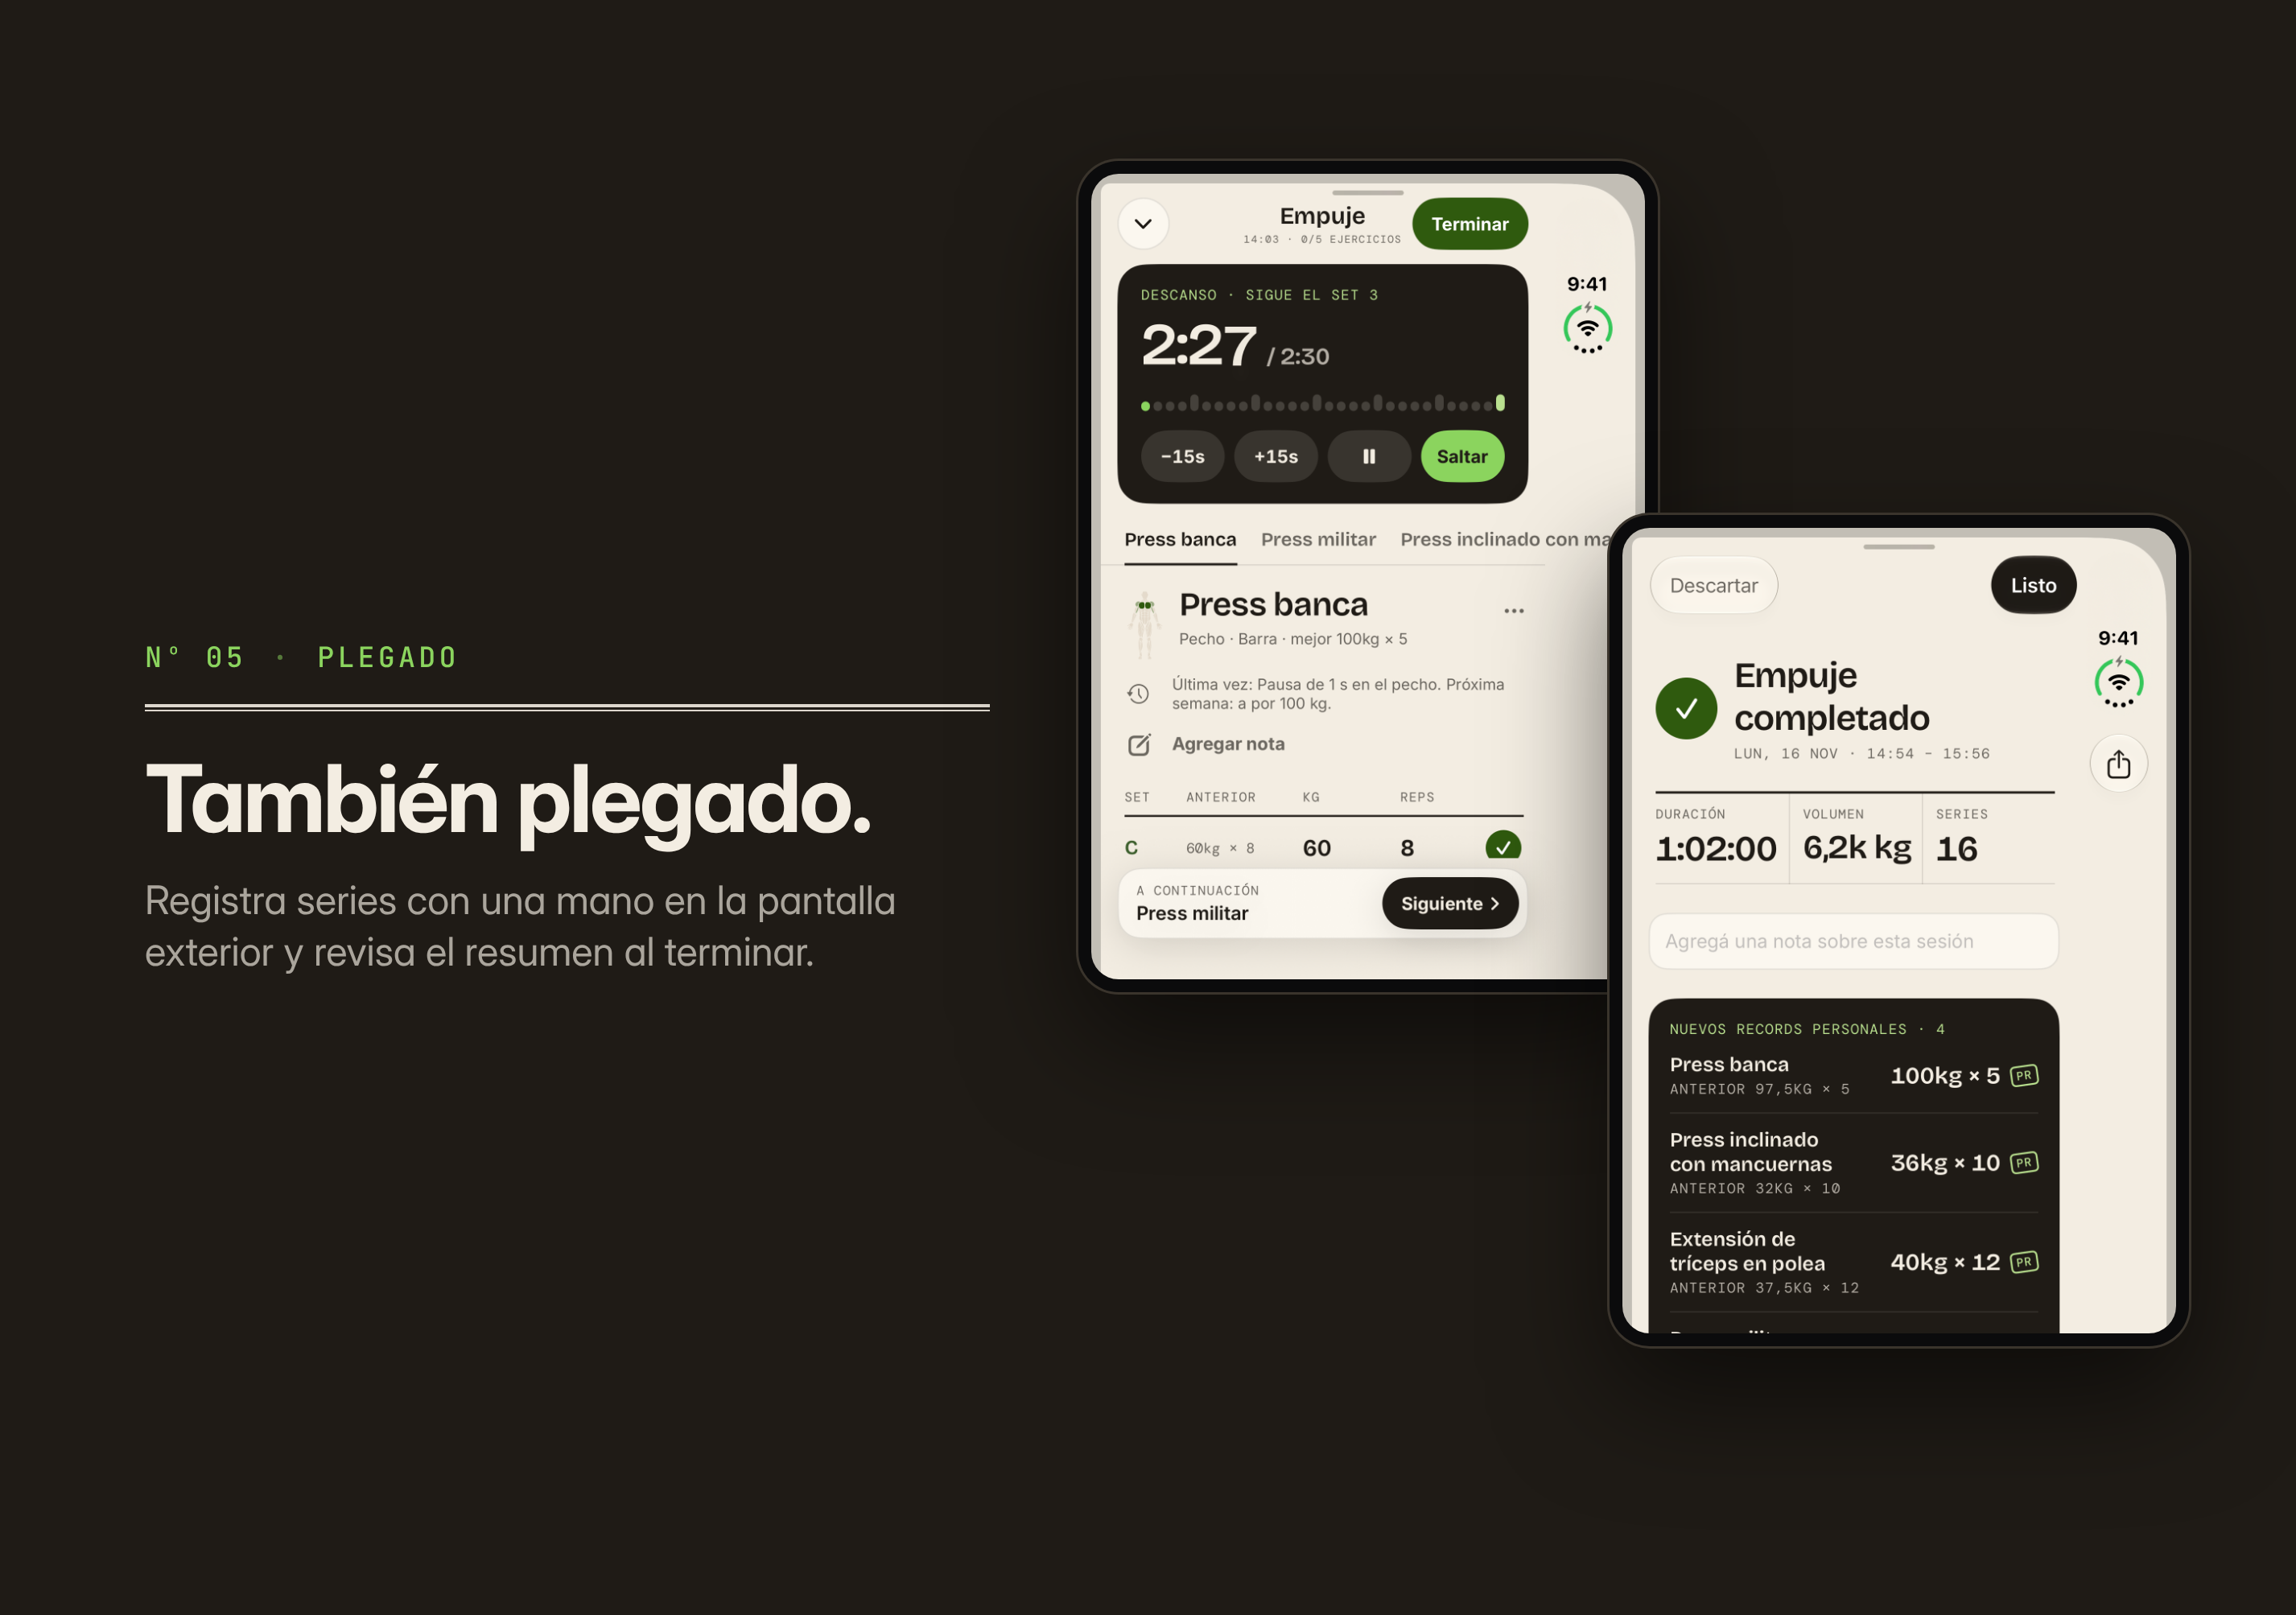 Nº 05 · PLEGADO
También plegado.
Registra series con una mano en la pantalla
exterior y revisa el resumen al terminar.
Empuje
14:03 · 0/5 EJERCICIOS
Terminar
9:41
DESCANSO · SIGUE EL SET 3
2:27 / 2:30
−15s
+15s
Saltar
Press banca
Press militar
Press inclinado con ma
Press banca
Pecho · Barra · mejor 100kg × 5
Última vez: Pausa de 1 s en el pecho. Próxima
semana: a por 100 kg.
Agregar nota
SET ANTERIOR KG REPS
C 60kg × 8 60 8
A CONTINUACIÓN
Press militar
Siguiente
Descartar
Listo
9:41
Empuje
completado
LUN, 16 NOV · 14:54 – 15:56
DURACIÓN VOLUMEN SERIES
1:02:00 6,2k kg 16
Agregá una nota sobre esta sesión
NUEVOS RECORDS PERSONALES · 4
Press banca
ANTERIOR 97,5KG × 5
100kg × 5 PR
Press inclinado
con mancuernas
ANTERIOR 32KG × 10
36kg × 10 PR
Extensión de
tríceps en polea
ANTERIOR 37,5KG × 12
40kg × 12 PR